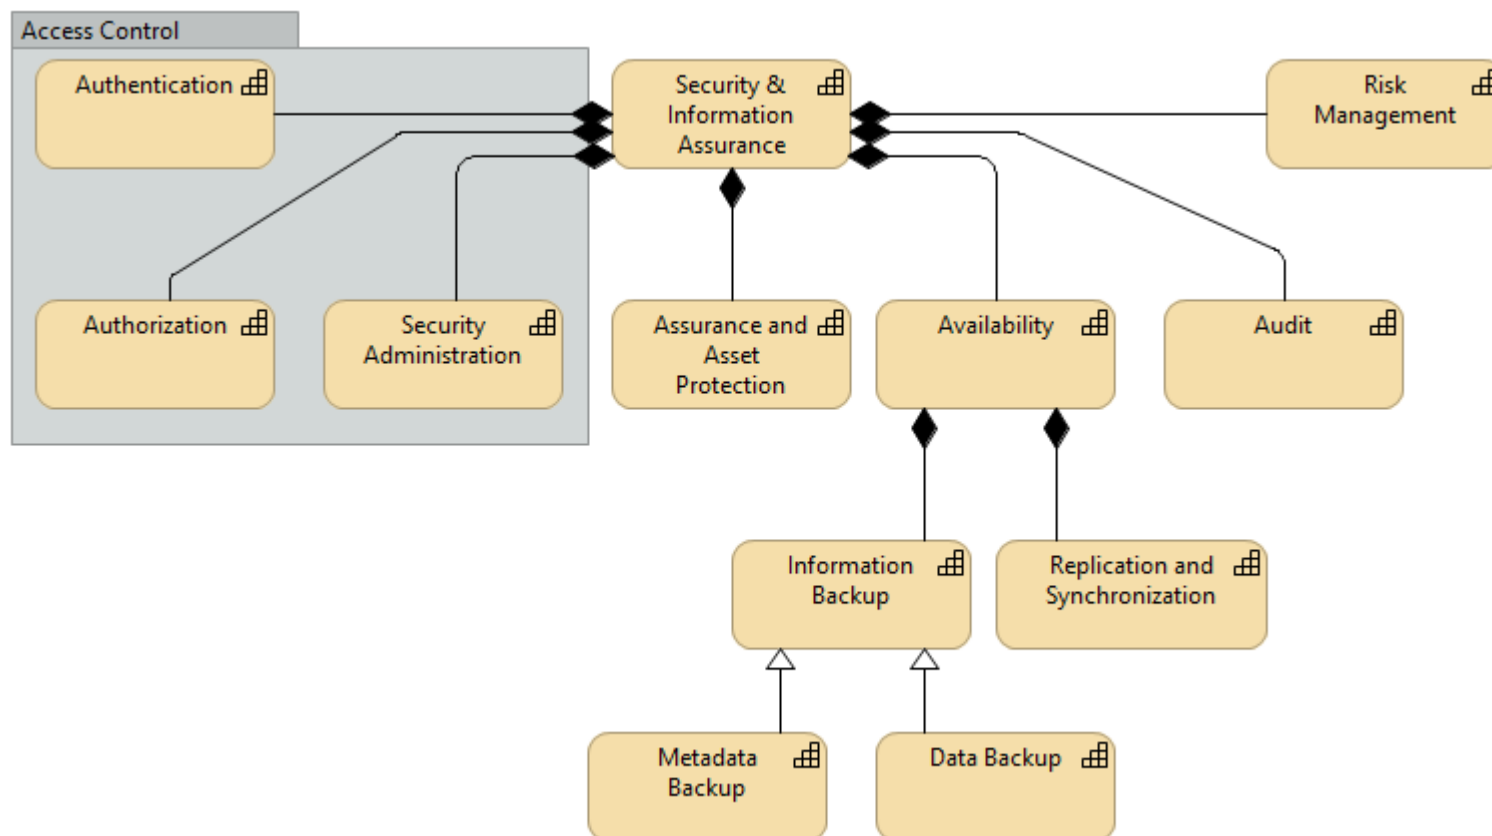 Access Control
Authentication
Security &
Information
Assurance
Risk
Management
Authorization
Security
Administration
Assurance and
Asset
Protection
Availability
Audit
Information
Backup
Replication and
Synchronization
Metadata
Backup
Data Backup